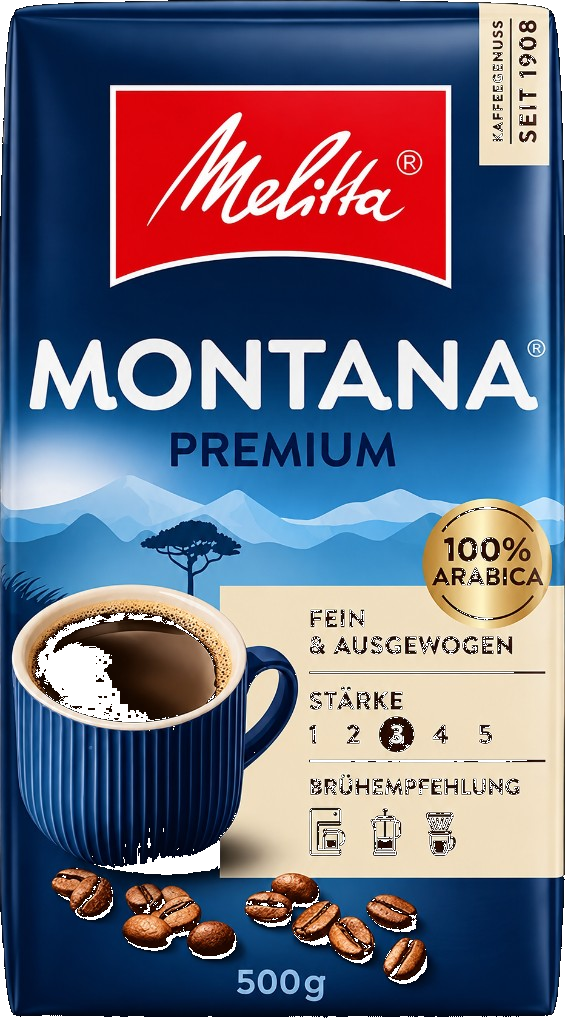 KAFFEEGENUSS
SEIT 1908
Melitta®
MONTANA®
PREMIUM
100%
ARABICA
FEIN
& AUSGEWOGEN
STÄRKE
1 2 3 4 5
BRÜHEMPFEHLUNG
500g